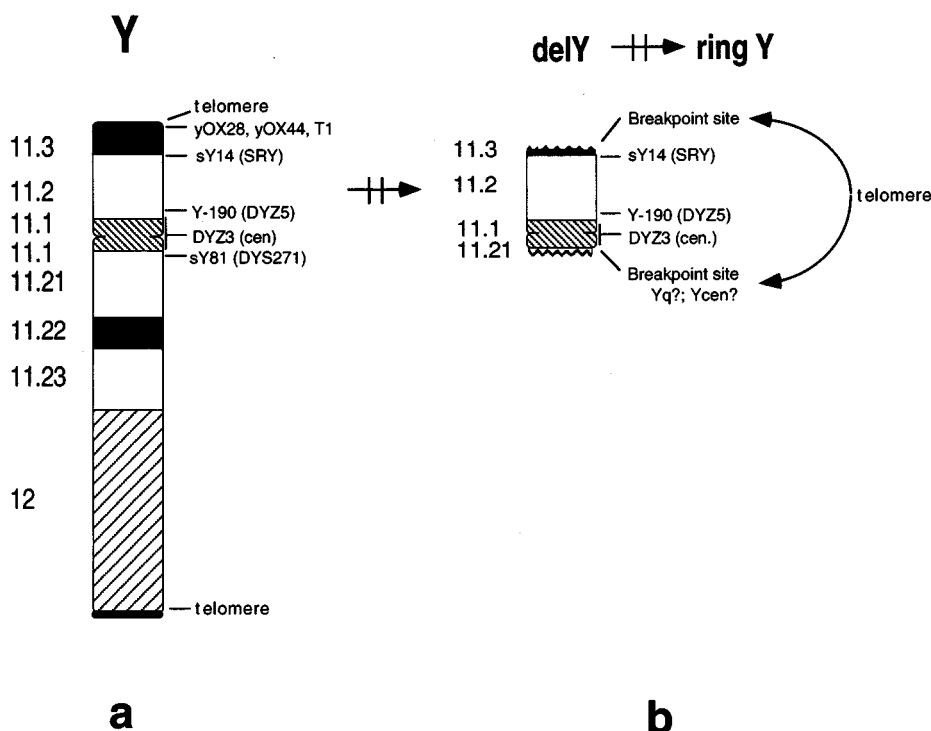 Y
telomere
yOX28, yOX44, T1
11.3
sY14 (SRY)
11.2
Y-190 (DYZ5)
11.1
DYZ3 (cen)
11.1
sY81 (DYS271)
11.21
11.22
11.23
12
telomere
a
delY
ring Y
Breakpoint site
11.3
sY14 (SRY)
11.2
telomere
Y-190 (DYZ5)
11.1
DYZ3 (cen.)
11.21
Breakpoint site
Yq?; Ycen?
b